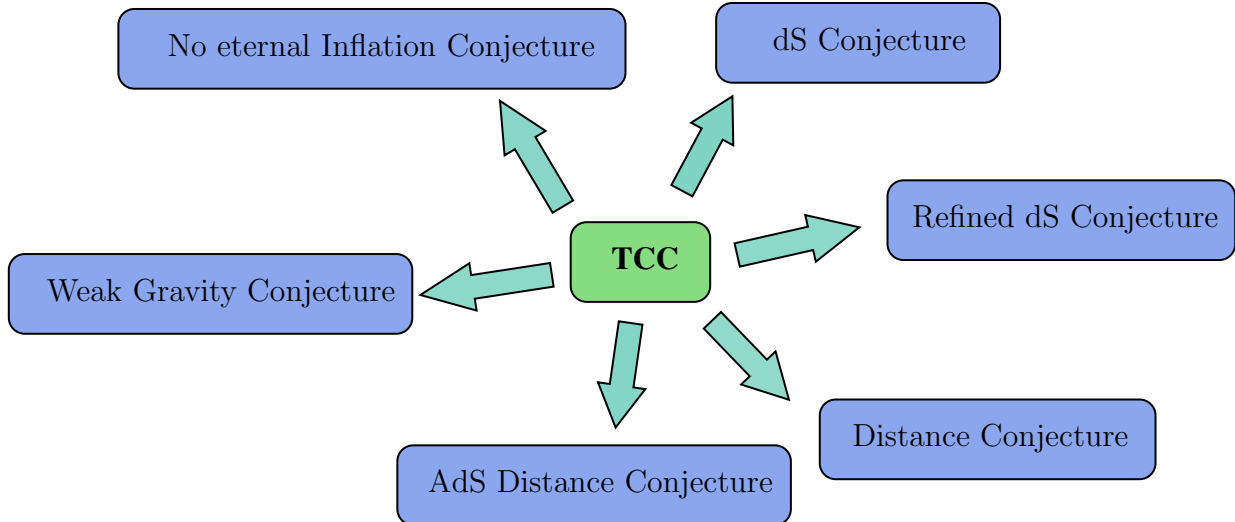 No eternal Inflation Conjecture
dS Conjecture
Refined dS Conjecture
TCC
Weak Gravity Conjecture
Distance Conjecture
AdS Distance Conjecture